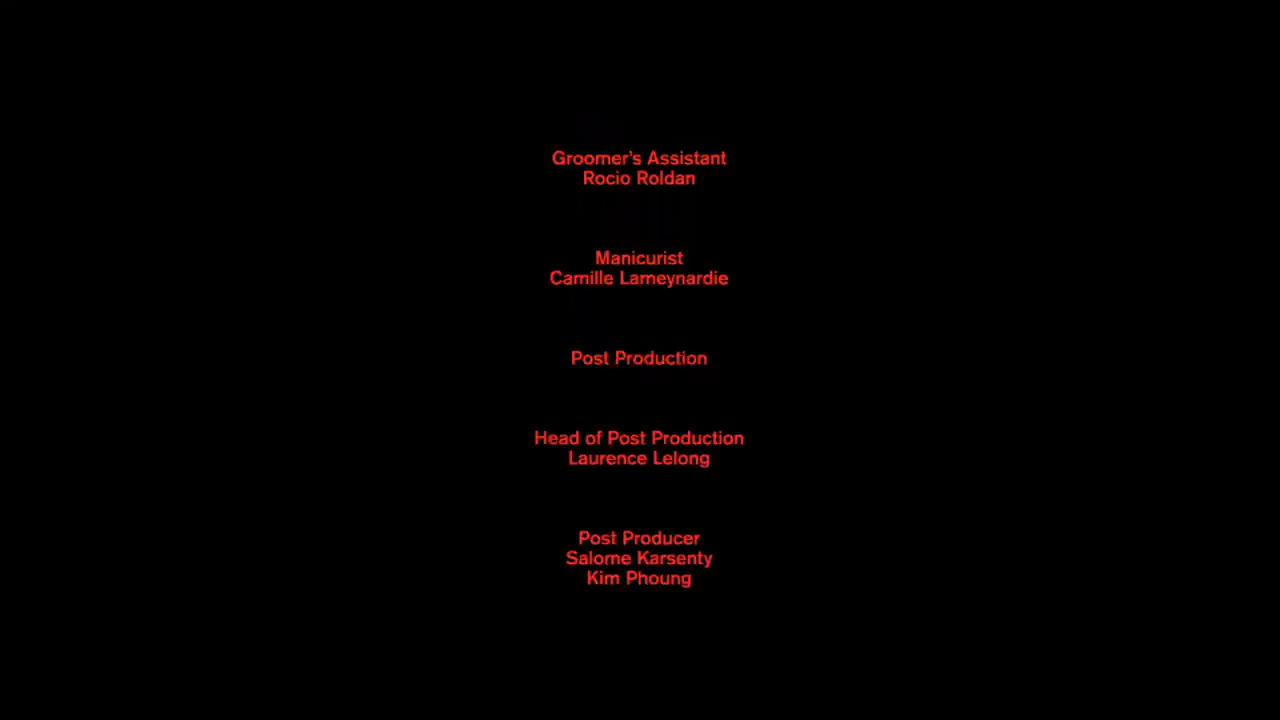 Groomer's Assistant
Rocio Roldan
Manicurist
Camille Lameynardie
Post Production
Head of Post Production
Laurence Lelong
Post Producer
Salome Karsenty
Kim Phoung